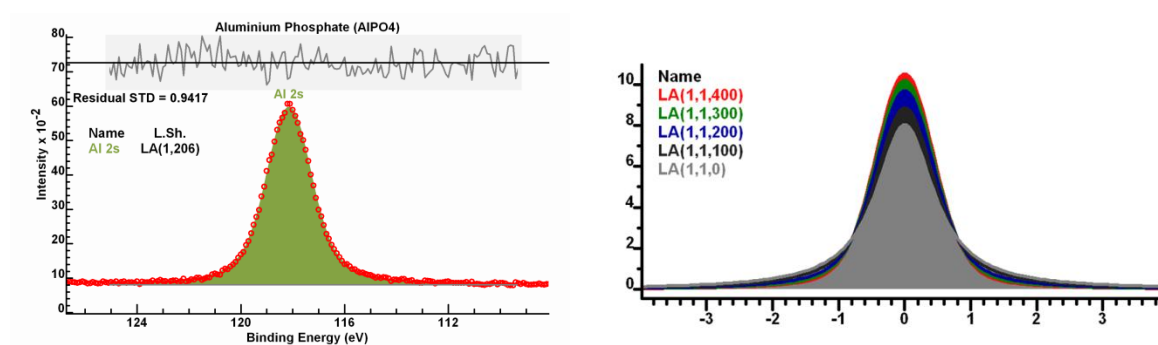 Aluminium Phosphate (AlPO4)
80
70
60
50
40
30
20
10
0
Intensity x 10-2
Residual STD = 0.9417
Al 2s
Name L.Sh.
Al 2s LA(1,206)
124 120 116 112
Binding Energy (eV)
10
8
6
4
2
0
Name
LA(1,1,400)
LA(1,1,300)
LA(1,1,200)
LA(1,1,100)
LA(1,1,0)
-3 -2 -1 0 1 2 3